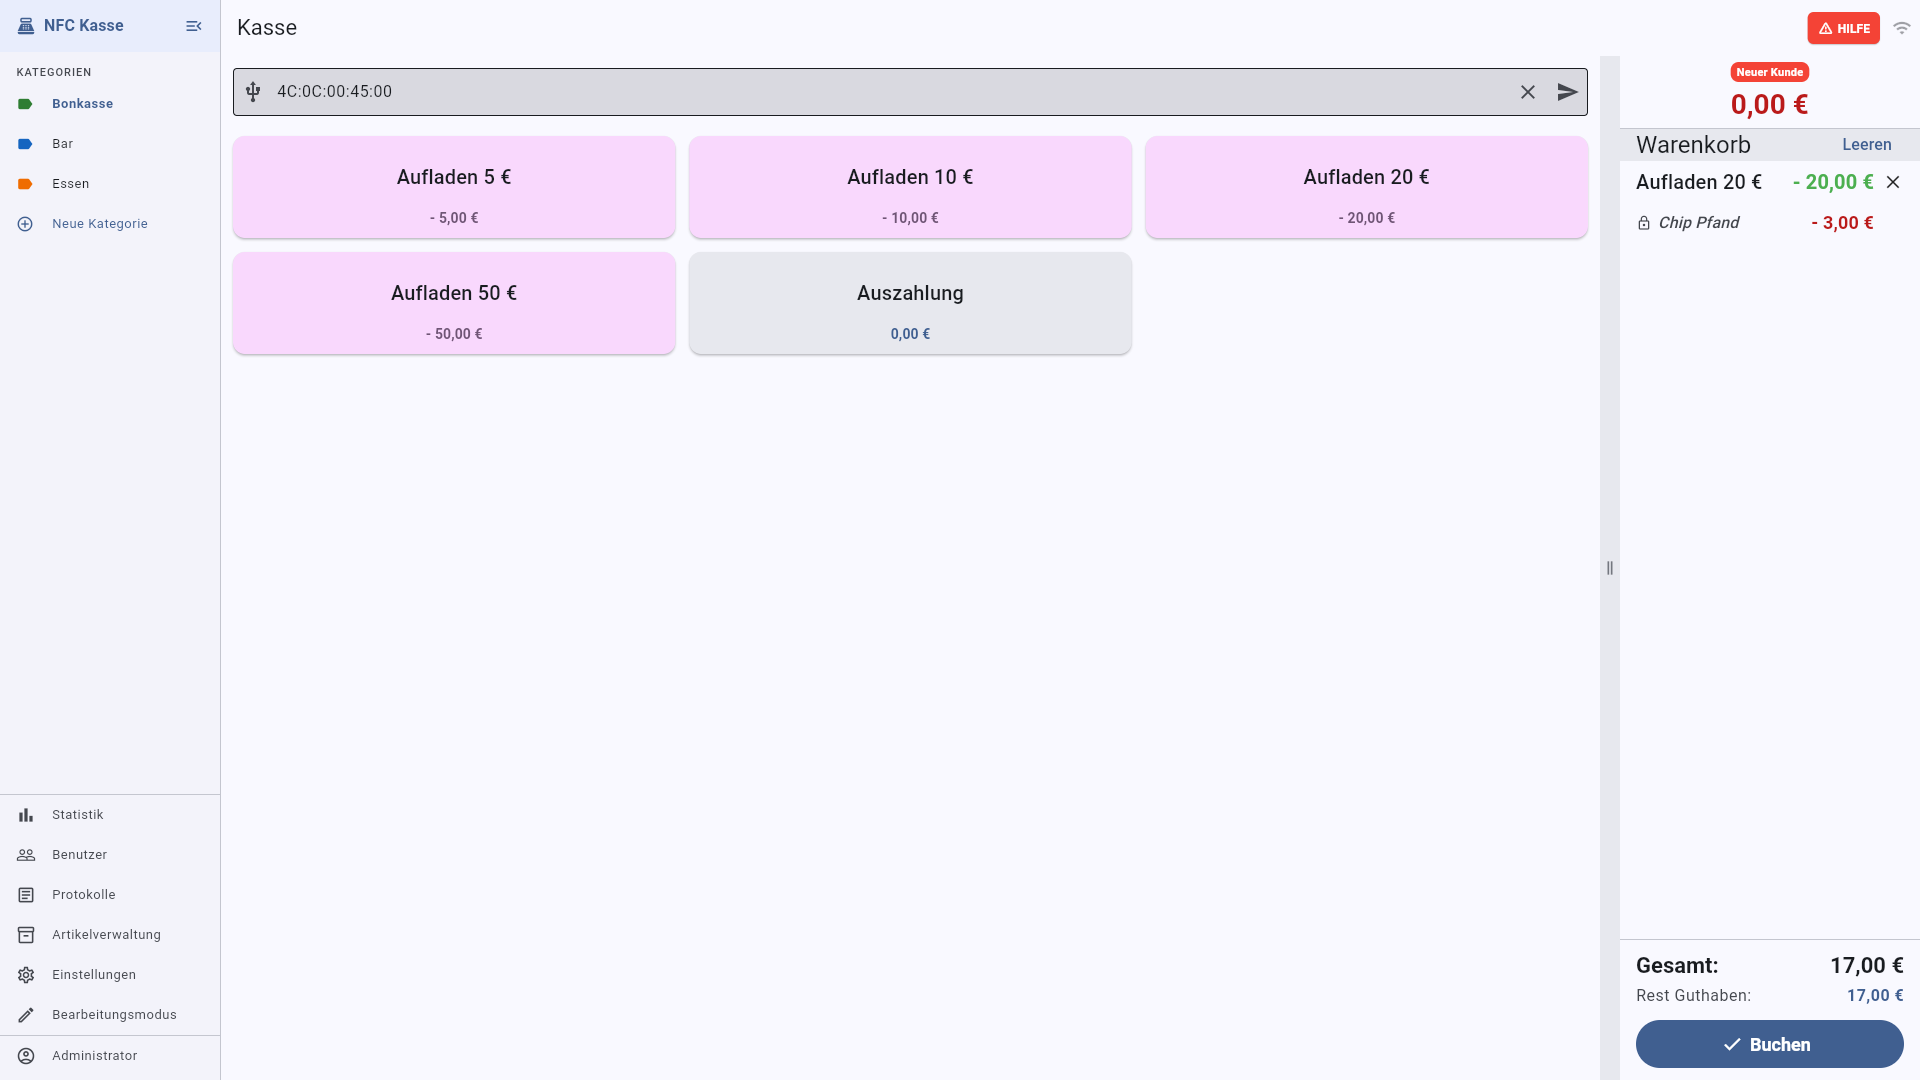 NFC Kasse
KATEGORIEN
Bonkasse
Bar
Essen
Neue Kategorie
Statistik
Benutzer
Protokolle
Artikelverwaltung
Einstellungen
Bearbeitungsmodus
Administrator
Kasse
HILFE
4C:0C:00:45:00
Aufladen 5 €
- 5,00 €
Aufladen 10 €
- 10,00 €
Aufladen 20 €
- 20,00 €
Aufladen 50 €
- 50,00 €
Auszahlung
0,00 €
Neuer Kunde
0,00 €
Warenkorb Leeren
Aufladen 20 € - 20,00 €
Chip Pfand - 3,00 €
Gesamt: 17,00 €
Rest Guthaben: 17,00 €
Buchen